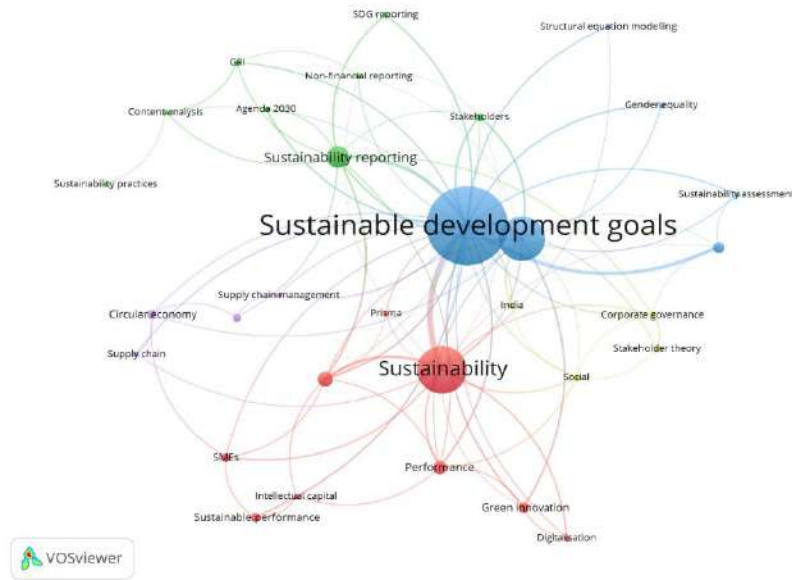 SDG reporting
Structural equation modelling
GRI
Non-financial reporting
Content analysis
Agenda 2030
Gender equality
Stakeholders
Sustainability reporting
Sustainability practices
Sustainability assessment
Sustainable development goals
Supply chain management
Circular economy
Prisma
India
Corporate governance
Supply chain
Stakeholder theory
Sustainability
Social
SMEs
Performance
Intellectual capital
Sustainable performance
Green innovation
Digitalisation
VOSviewer